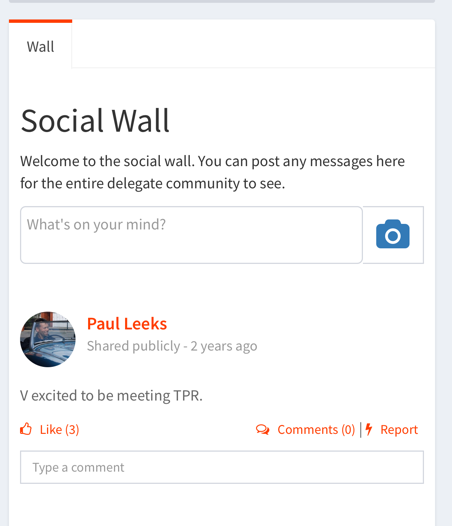 Wall
Social Wall
Welcome to the social wall. You can post any messages here
for the entire delegate community to see.
What's on your mind?
Paul Leeks
Shared publicly - 2 years ago
V excited to be meeting TPR.
Like (3) Comments (0) | Report
Type a comment